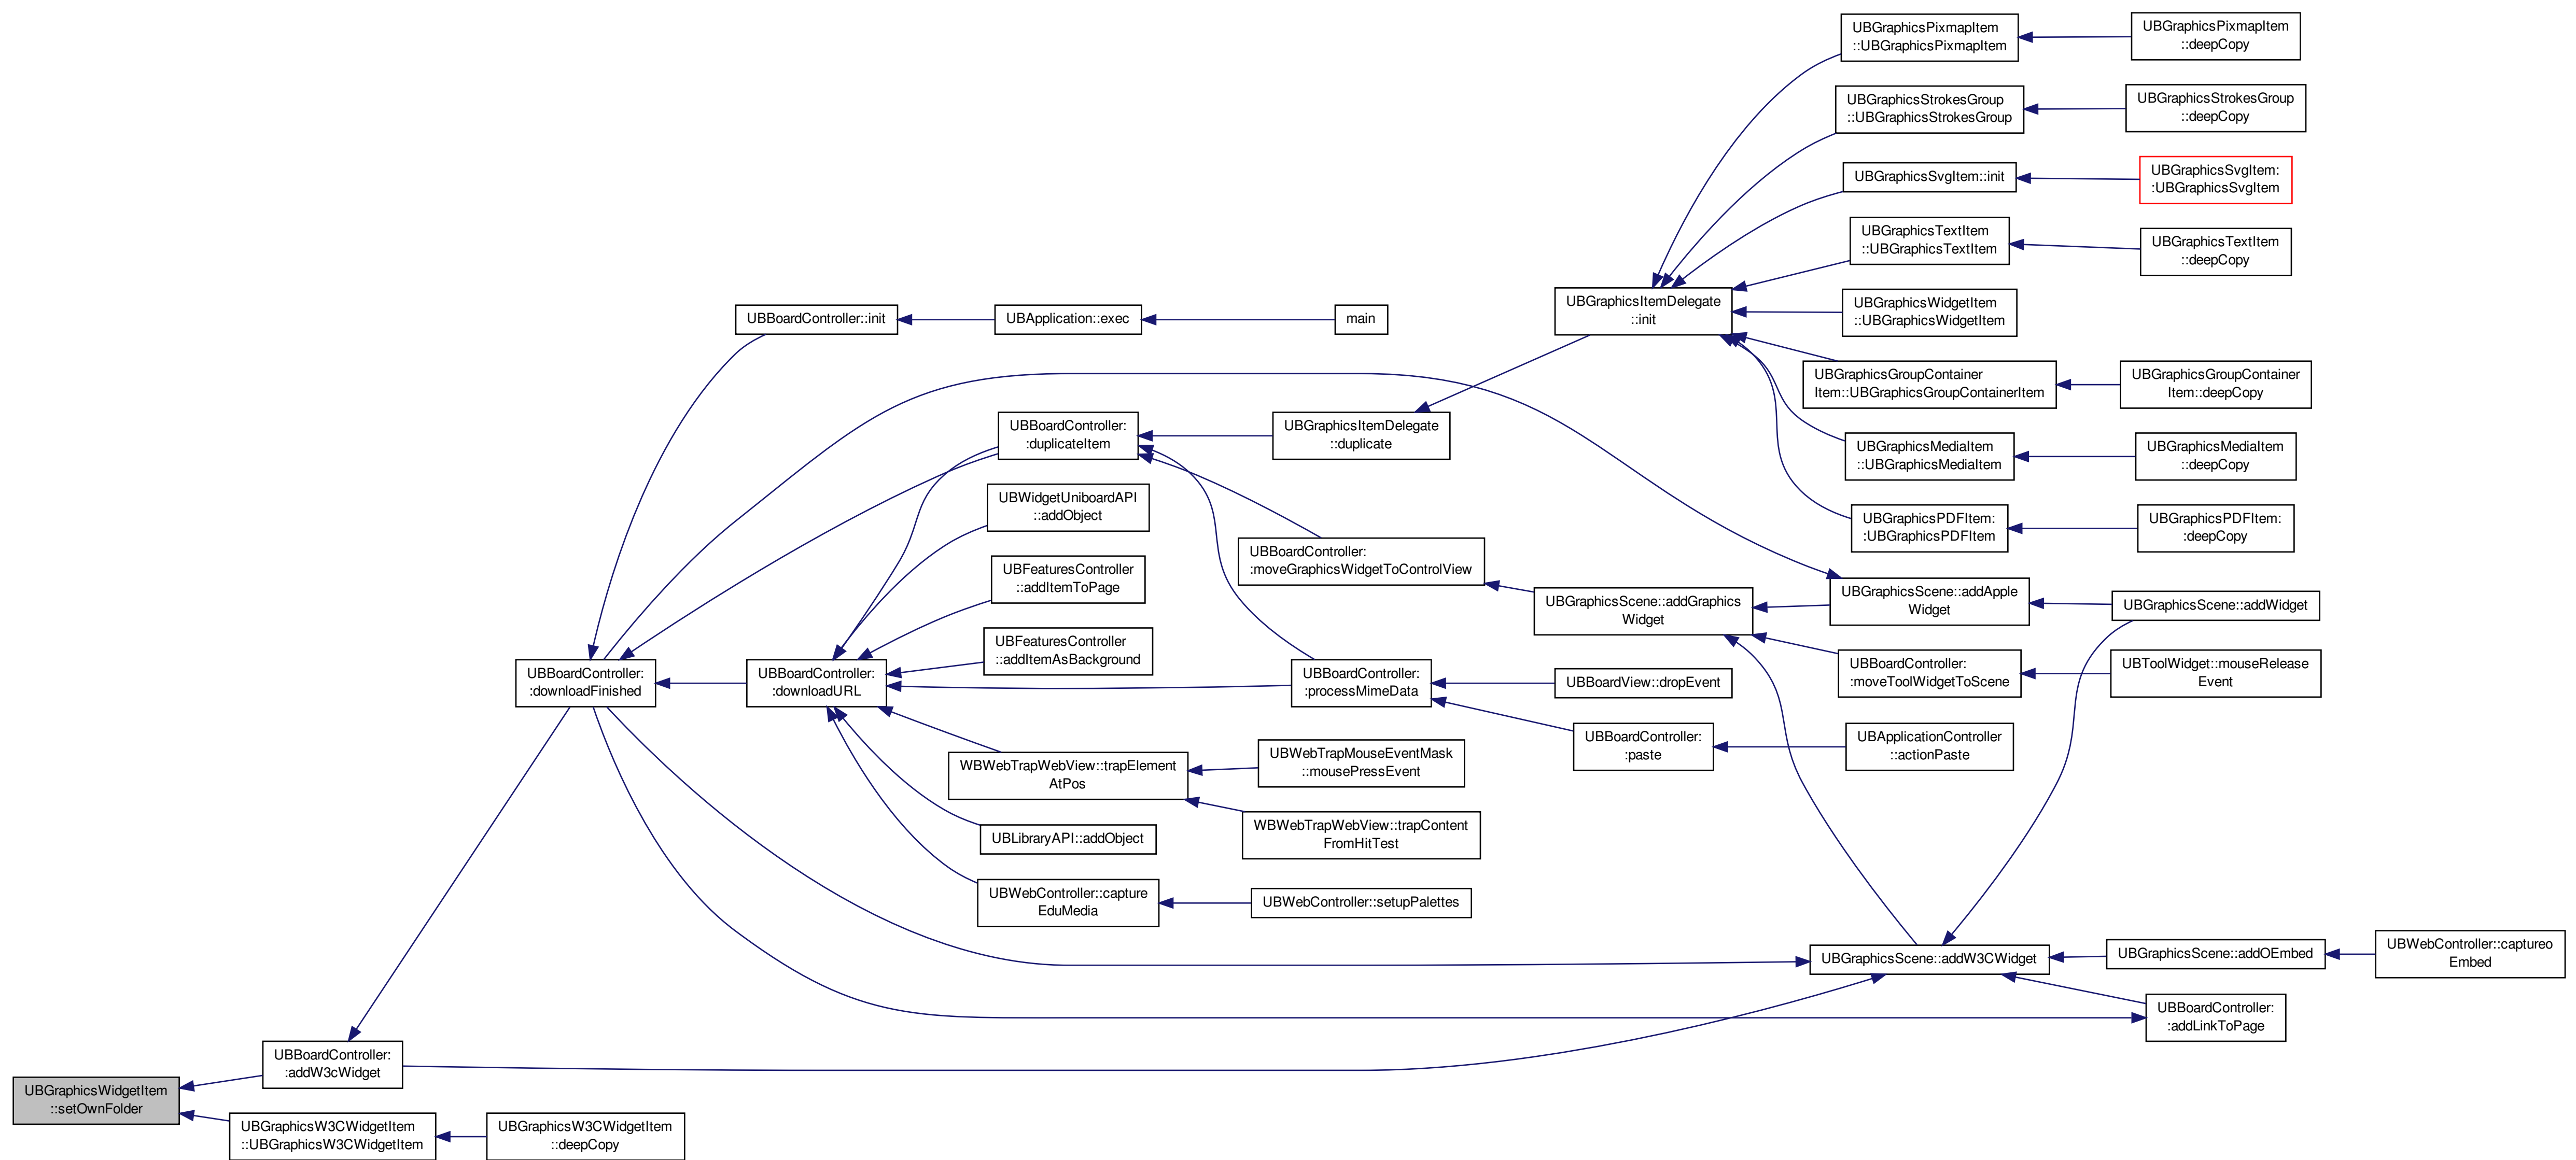 UBGraphicsPixmapItem
::UBGraphicsPixmapItem
UBGraphicsPixmapItem
::deepCopy
UBGraphicsStrokesGroup
::UBGraphicsStrokesGroup
UBGraphicsStrokesGroup
::deepCopy
UBGraphicsSvgItem::init
UBGraphicsSvgItem:
:UBGraphicsSvgItem
UBGraphicsTextItem
::UBGraphicsTextItem
UBGraphicsTextItem
::deepCopy
UBGraphicsItemDelegate
::init
UBGraphicsWidgetItem
::UBGraphicsWidgetItem
UBBoardController::init
UBApplication::exec
main
UBGraphicsGroupContainer
Item::UBGraphicsGroupContainerItem
UBGraphicsGroupContainer
Item::deepCopy
UBBoardController:
:duplicateItem
UBGraphicsItemDelegate
::duplicate
UBGraphicsMediaItem
::UBGraphicsMediaItem
UBGraphicsMediaItem
::deepCopy
UBWidgetUniboardAPI
::addObject
UBGraphicsPDFItem:
:UBGraphicsPDFItem
UBGraphicsPDFItem:
:deepCopy
UBBoardController:
:moveGraphicsWidgetToControlView
UBFeaturesController
::addItemToPage
UBGraphicsScene::addGraphics
Widget
UBGraphicsScene::addApple
Widget
UBGraphicsScene::addWidget
UBFeaturesController
::addItemAsBackground
UBBoardController:
:downloadFinished
UBBoardController:
:downloadURL
UBBoardController:
:processMimeData
UBBoardView::dropEvent
UBBoardController:
:moveToolWidgetToScene
UBToolWidget::mouseRelease
Event
UBBoardController:
:paste
UBApplicationController
::actionPaste
WBWebTrapWebView::trapElement
AtPos
UBWebTrapMouseEventMask
::mousePressEvent
WBWebTrapWebView::trapContent
FromHitTest
UBLibraryAPI::addObject
UBWebController::capture
EduMedia
UBWebController::setupPalettes
UBGraphicsScene::addW3CWidget
UBGraphicsScene::addOEmbed
UBWebController::captureo
Embed
UBBoardController:
:addLinkToPage
UBBoardController:
:addW3cWidget
UBGraphicsWidgetItem
::setOwnFolder
UBGraphicsW3CWidgetItem
::UBGraphicsW3CWidgetItem
UBGraphicsW3CWidgetItem
::deepCopy